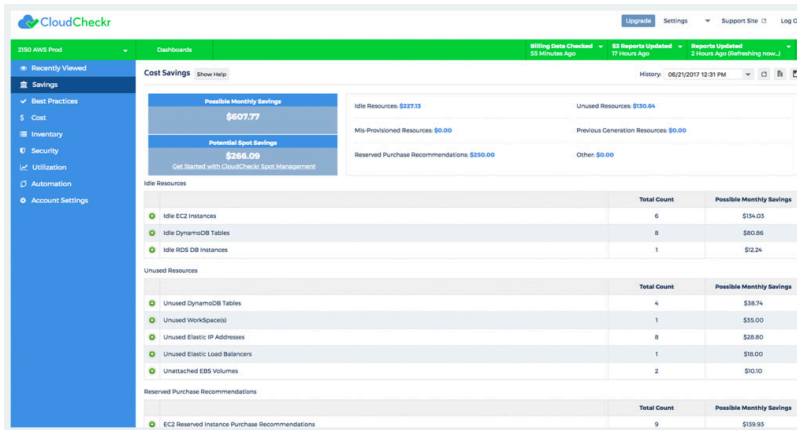 CloudCheckr
Upgrade Settings Support Site Log O
2150 AWS Prod Dashboards Billing Data Checked S3 Reports Updated Reports Updated
55 Minutes Ago 17 Hours Ago 2 Hours Ago (Refreshing now...)
Recently Viewed
Savings
Best Practices
$ Cost
Inventory
Security
Utilization
Automation
Account Settings
Cost Savings Show Help History: 06/21/2017 12:31 PM
Possible Monthly Savings
$607.77
Potential Spot Savings
$266.09
Get Started with CloudCheckr Spot Management
Idle Resources: $227.13 Unused Resources: $130.64
Mis-Provisioned Resources: $0.00 Previous Generation Resources: $0.00
Reserved Purchase Recommendations: $250.00 Other: $0.00
Idle Resources
Total Count Possible Monthly Savings
Idle EC2 Instances 6 $134.03
Idle DynamoDB Tables 8 $80.86
Idle RDS DB Instances 1 $12.24
Unused Resources
Total Count Possible Monthly Savings
Unused DynamoDB Tables 4 $38.74
Unused WorkSpace(s) 1 $35.00
Unused Elastic IP Addresses 8 $28.80
Unused Elastic Load Balancers 1 $18.00
Unattached EBS Volumes 2 $10.10
Reserved Purchase Recommendations
Total Count Possible Monthly Savings
EC2 Reserved Instance Purchase Recommendations 9 $139.93